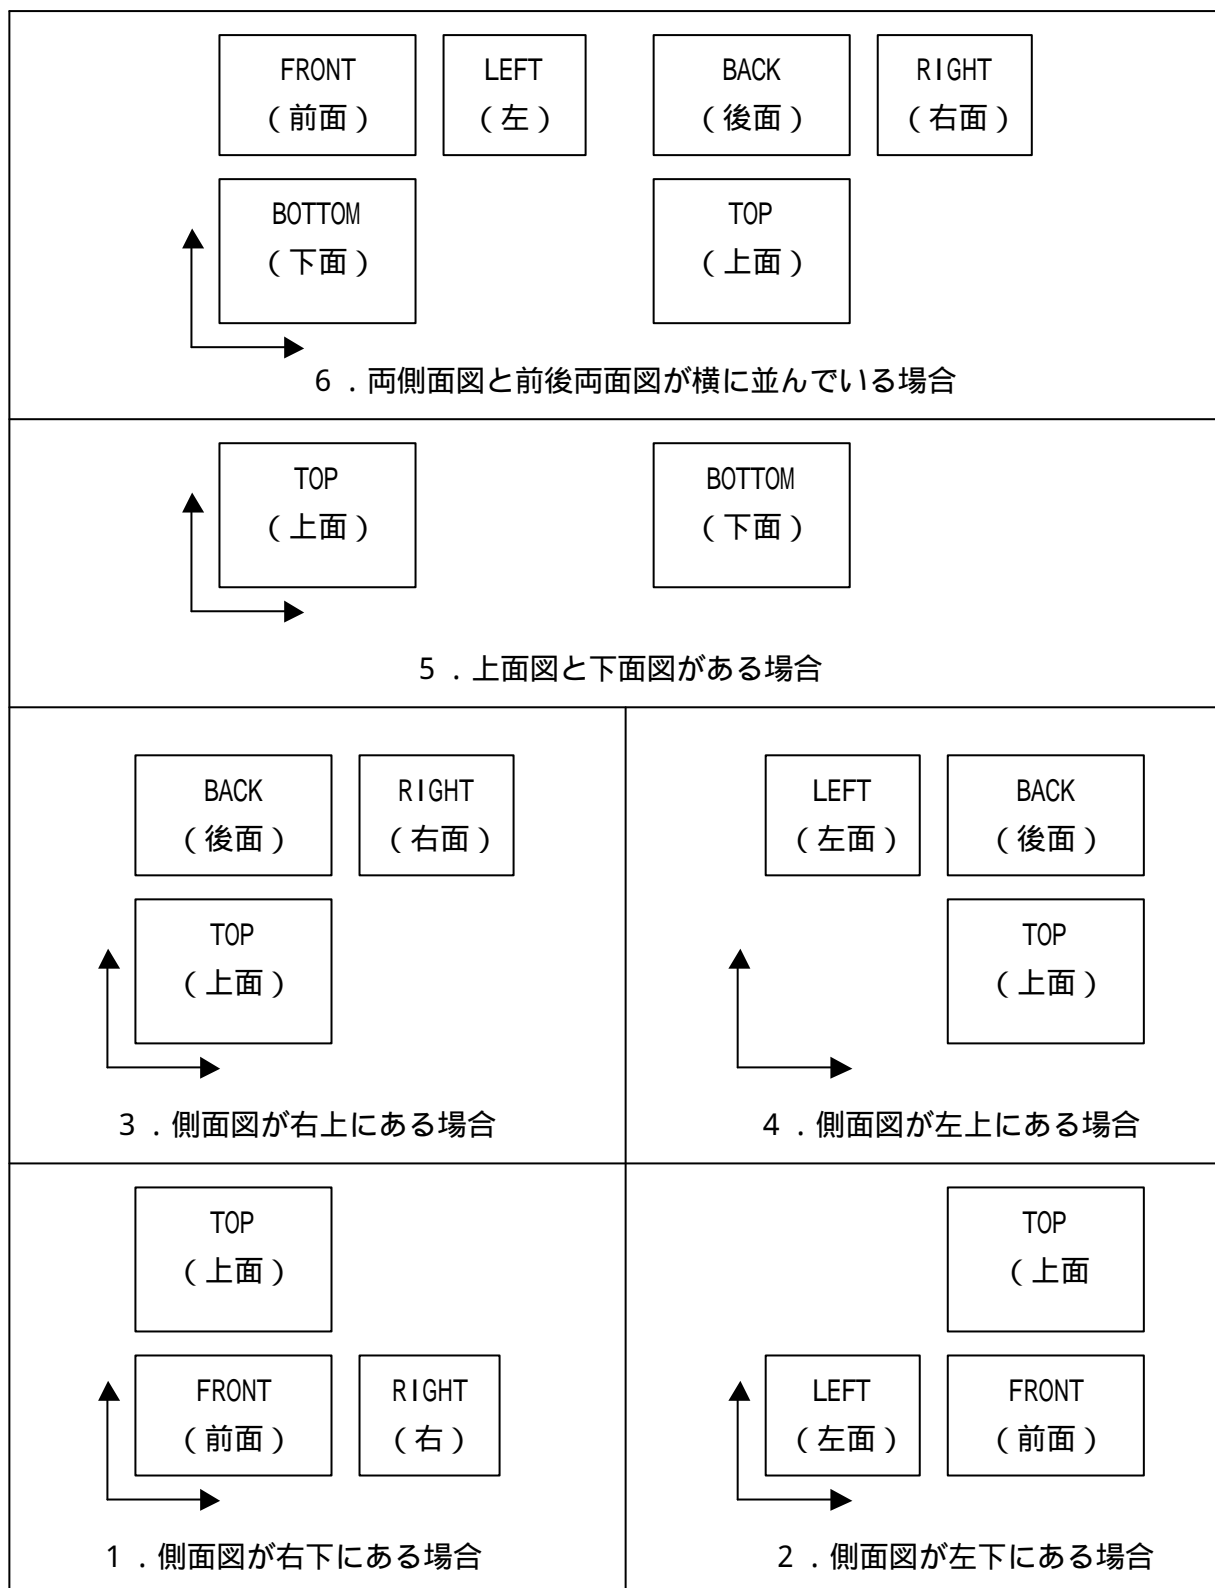 FRONT
（前面）
LEFT
（左）
BACK
（後面）
RIGHT
（右面）
BOTTOM
（下面）
TOP
（上面）
６．両側面図と前後両面図が横に並んでいる場合
TOP
（上面）
BOTTOM
（下面）
５．上面図と下面図がある場合
BACK
（後面）
RIGHT
（右面）
TOP
（上面）
３．側面図が右上にある場合
LEFT
（左面）
BACK
（後面）
TOP
（上面）
４．側面図が左上にある場合
TOP
（上面）
FRONT
（前面）
RIGHT
（右）
１．側面図が右下にある場合
TOP
（上面
LEFT
（左面）
FRONT
（前面）
２．側面図が左下にある場合